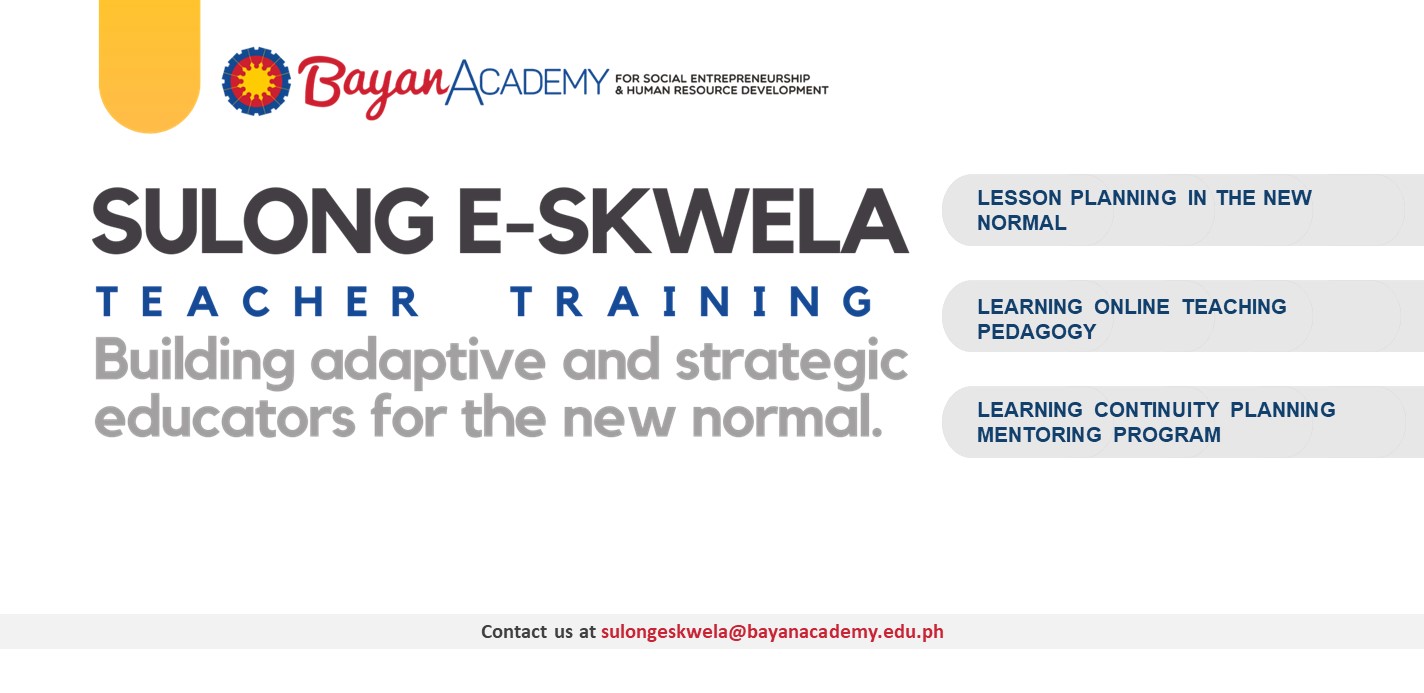 BayanACADEMY
FOR SOCIAL ENTREPRENEURSHIP
& HUMAN RESOURCE DEVELOPMENT
SULONG E-SKWELA
TEACHER TRAINING
Building adaptive and strategic
educators for the new normal.
LESSON PLANNING IN THE NEW
NORMAL
LEARNING ONLINE TEACHING
PEDAGOGY
LEARNING CONTINUITY PLANNING
MENTORING PROGRAM
Contact us at sulongeskwela@bayanacademy.edu.ph